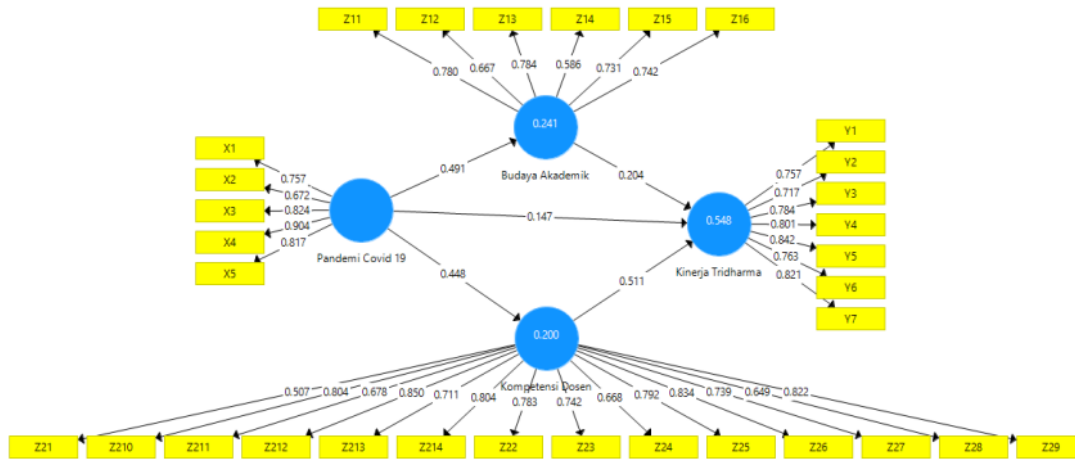 Z11 Z12 Z13 Z14 Z15 Z16
0.780 0.667 0.784 0.586 0.731 0.742
0.241
Budaya Akademik
X1
X2
X3
X4
X5
0.757
0.672
0.824
0.904
0.817
Pandemi Covid 19
0.491
0.204
0.147
0.448
0.511
0.548
Kinerja Tridharma
0.757
0.717
0.784
0.801
0.842
0.763
0.821
Y1
Y2
Y3
Y4
Y5
Y6
Y7
0.200
Kompetensi Dosen
0.507 0.804 0.678 0.850 0.711 0.804 0.783 0.742 0.668 0.792 0.834 0.739 0.649 0.822
Z21 Z210 Z211 Z212 Z213 Z214 Z22 Z23 Z24 Z25 Z26 Z27 Z28 Z29